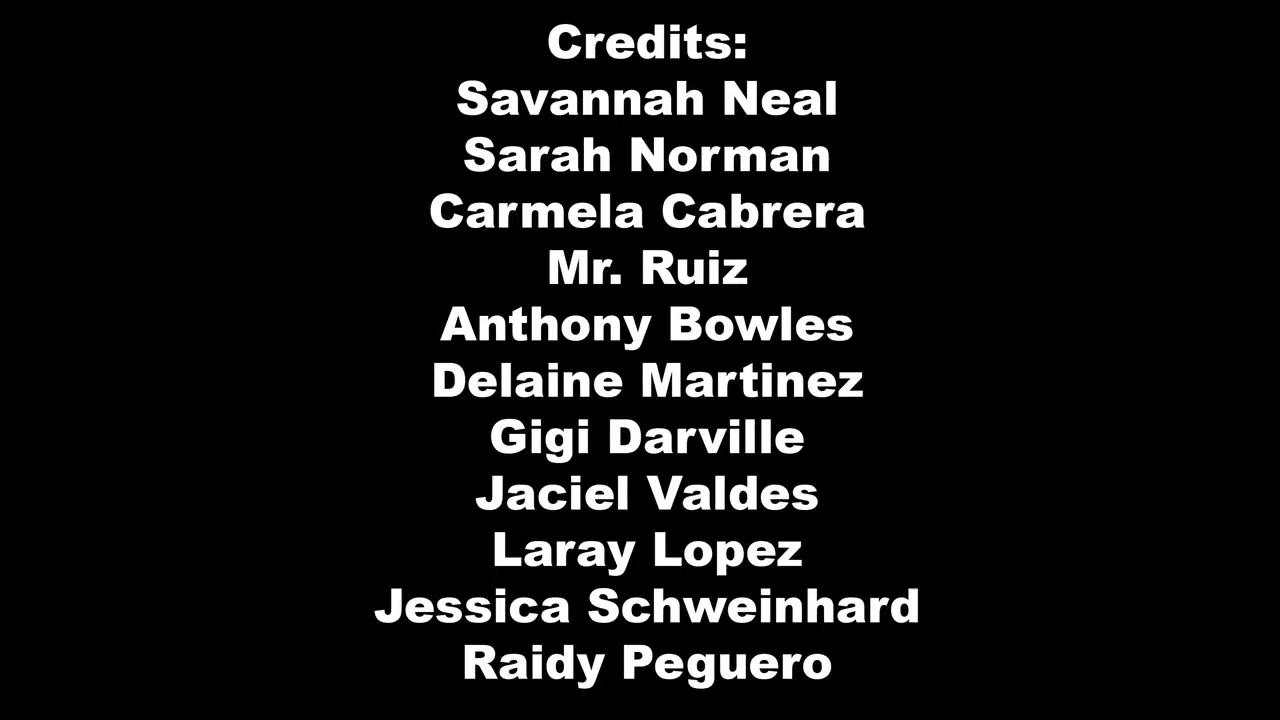 Credits:
Savannah Neal
Sarah Norman
Carmela Cabrera
Mr. Ruiz
Anthony Bowles
Delaine Martinez
Gigi Darville
Jaciel Valdes
Laray Lopez
Jessica Schweinhard
Raidy Peguero